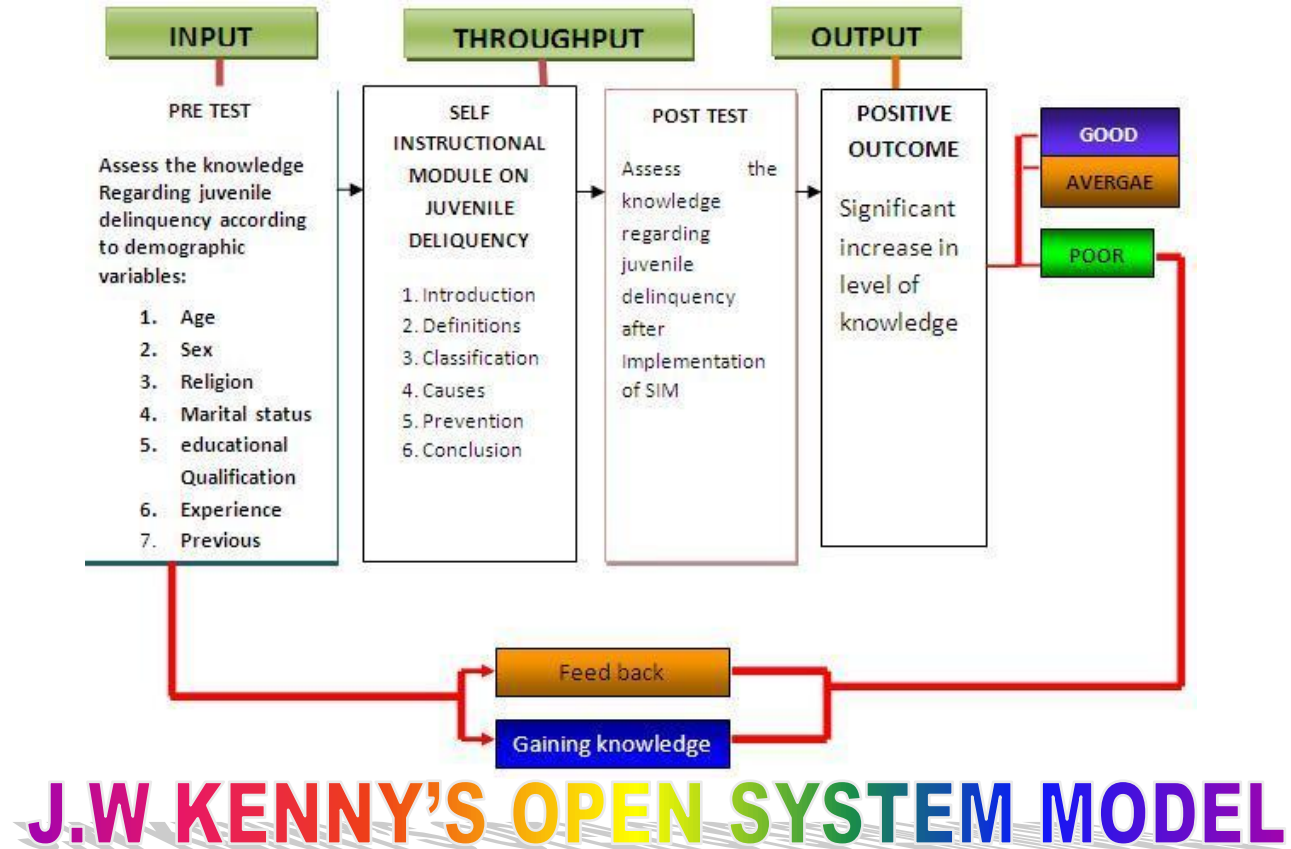 INPUT
THROUGHPUT
OUTPUT
PRE TEST
Assess the knowledge
Regarding juvenile
delinquency according
to demographic
variables:
1. Age
2. Sex
3. Religion
4. Marital status
5. educational
Qualification
6. Experience
7. Previous
SELF
INSTRUCTIONAL
MODULE ON
JUVENILE
DELIQUENCY
1. Introduction
2. Definitions
3. Classification
4. Causes
5. Prevention
6. Conclusion
POST TEST
Assess the
knowledge
regarding
juvenile
delinquency
after
Implementation
of SIM
POSITIVE
OUTCOME
Significant
increase in
level of
knowledge
GOOD
AVERGAE
POOR
Feed back
Gaining knowledge
J.W KENNY’S OPEN SYSTEM MODEL